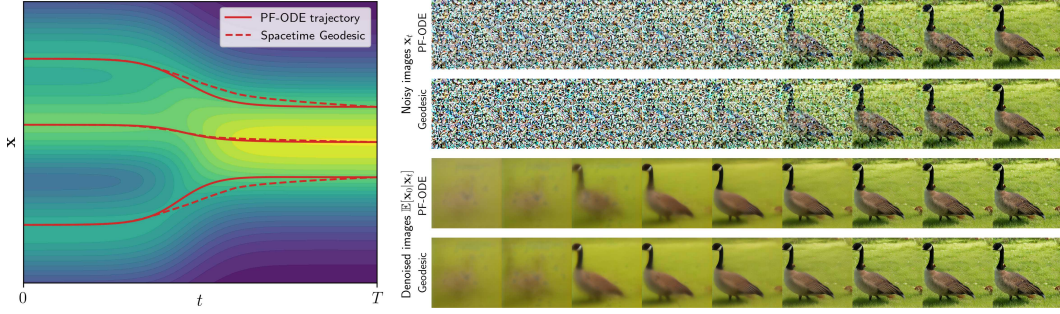 PF-ODE trajectory
Spacetime Geodesic
x
0
t
T
Noisy images x_t
PF-ODE
Geodesic
Denoised images 𝔼[x_0|x_t]
PF-ODE
Geodesic